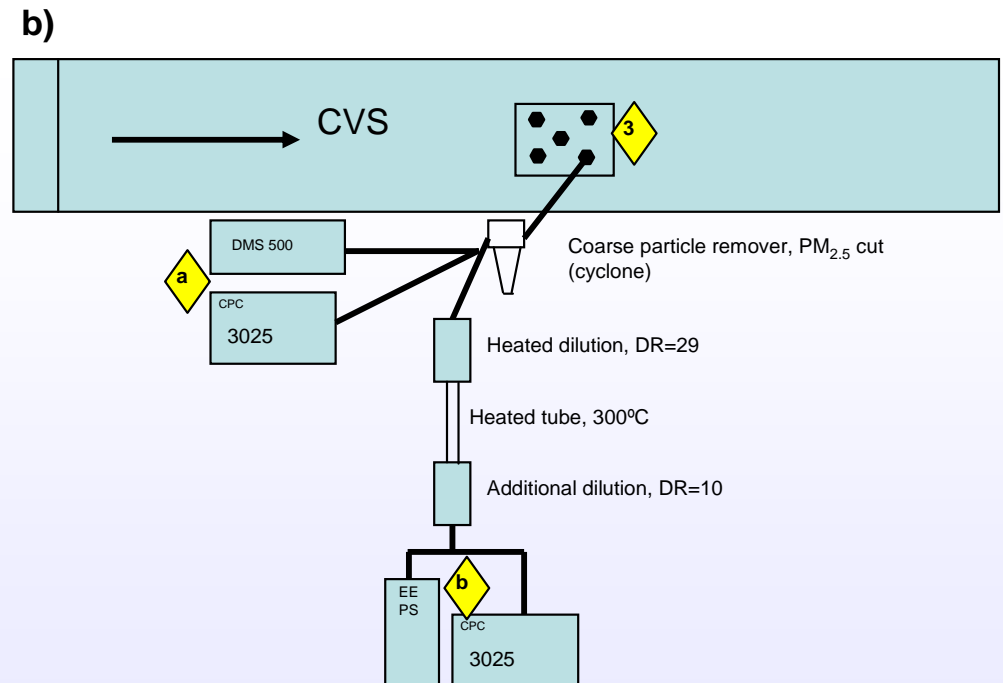 b)
CVS
3
DMS 500
a
CPC
3025
Coarse particle remover, PM2.5 cut
(cyclone)
Heated dilution, DR=29
Heated tube, 300ºC
Additional dilution, DR=10
EE
PS
b
CPC
3025